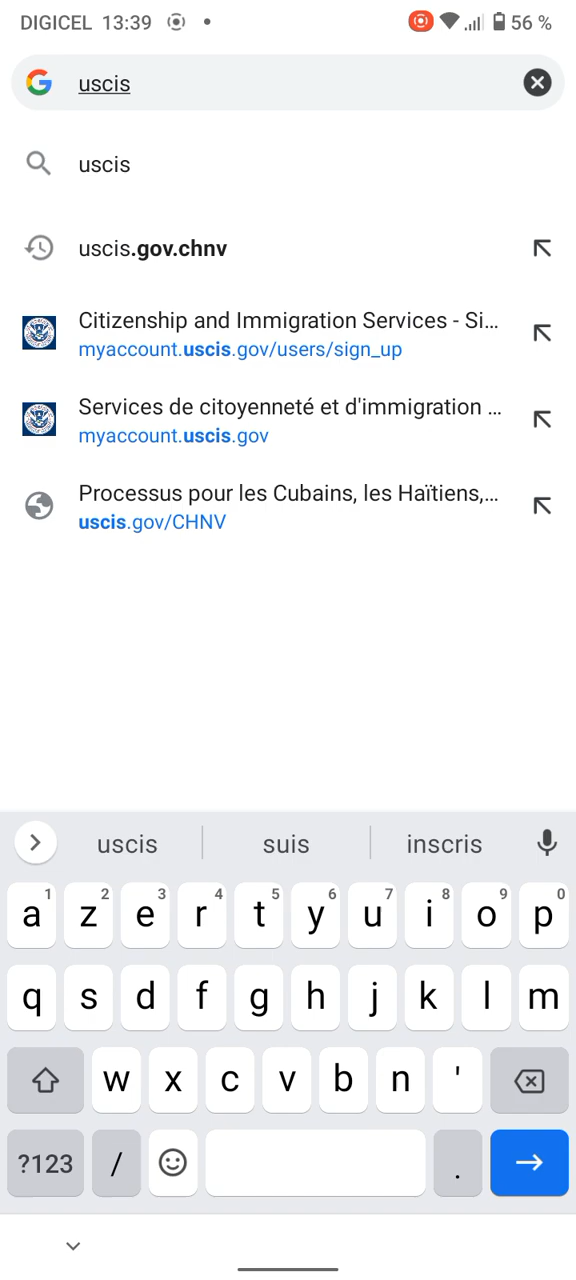 DIGICEL 13:39 56 %
uscis
uscis
uscis.gov.chnv
Citizenship and Immigration Services - Si...
myaccount.uscis.gov/users/sign_up
Services de citoyenneté et d'immigration ...
myaccount.uscis.gov
Processus pour les Cubains, les Haïtiens,...
uscis.gov/CHNV
uscis suis inscris
a 1 z 2 e 3 r 4 t 5 y 6 u 7 i 8 o 9 p 0
q s d f g h j k l m
w x c v b n '
?123 / .